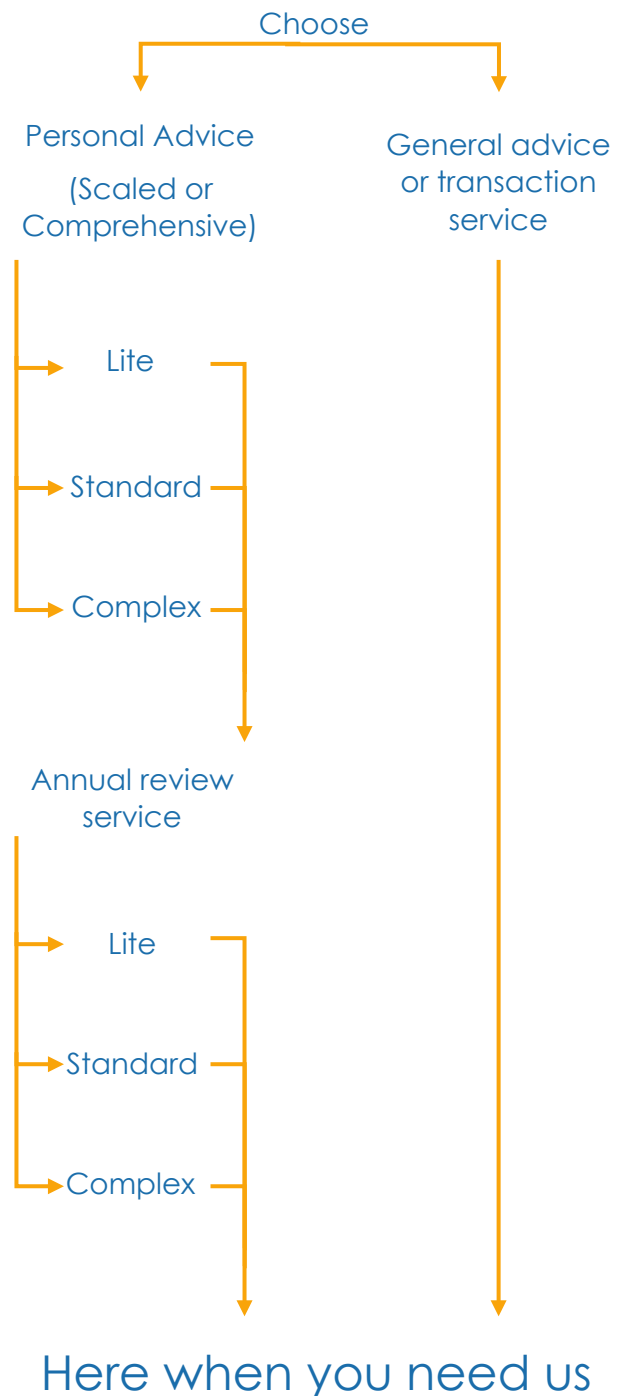 Choose
Personal Advice
(Scaled or
Comprehensive)
General advice
or transaction
service
Lite
Standard
Complex
Annual review
service
Lite
Standard
Complex
Here when you need us